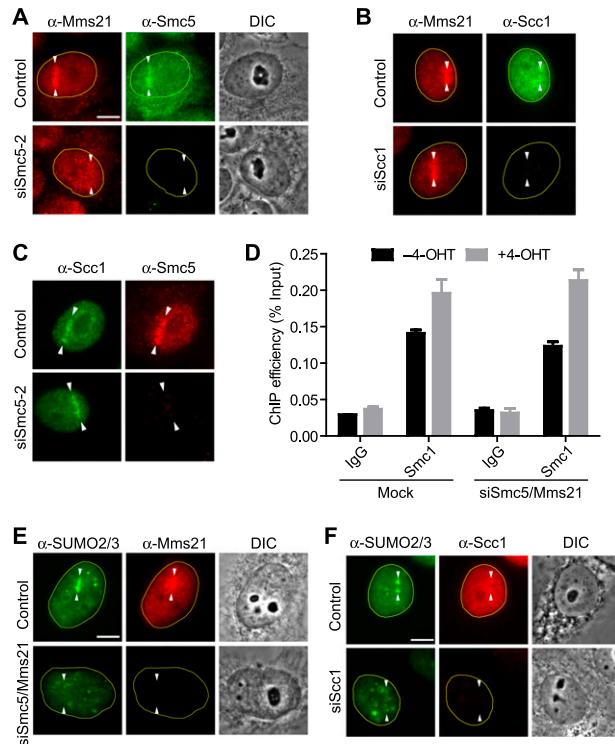 A
α-Mms21 α-Smc5 DIC
Control
siSmc5-2
B
α-Mms21 α-Scc1
Control
siScc1
C
α-Scc1 α-Smc5
Control
siSmc5-2
D
–4-OHT +4-OHT
ChIP efficiency (% Input)
0.25
0.20
0.15
0.10
0.05
0.00
IgG Smc1 IgG Smc1
Mock siSmc5/Mms21
E
α-SUMO2/3 α-Mms21 DIC
Control
siSmc5/Mms21
F
α-SUMO2/3 α-Scc1 DIC
Control
siScc1